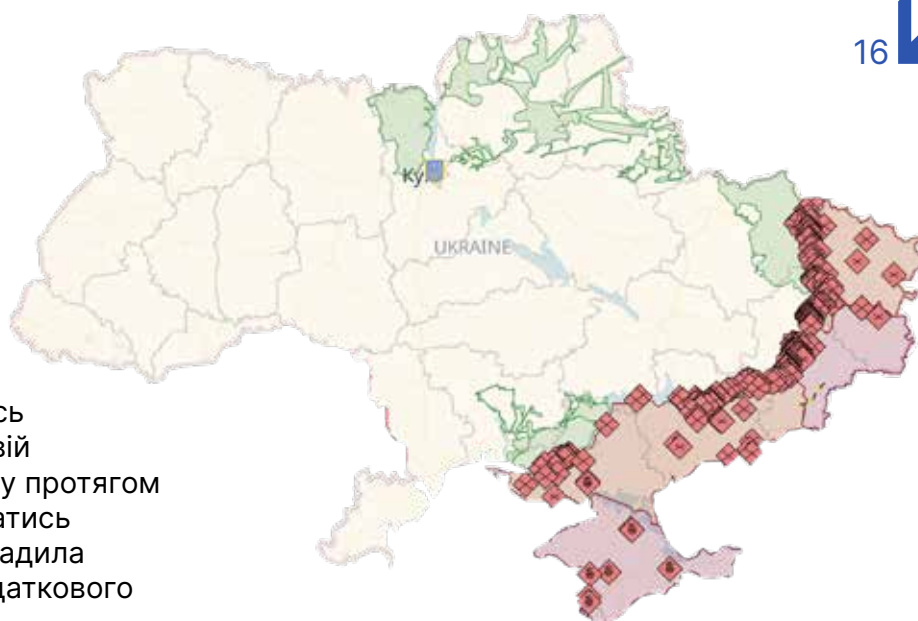 16
Ky
UKRAINE
сь
вій
у протягом
атись
адила
даткового